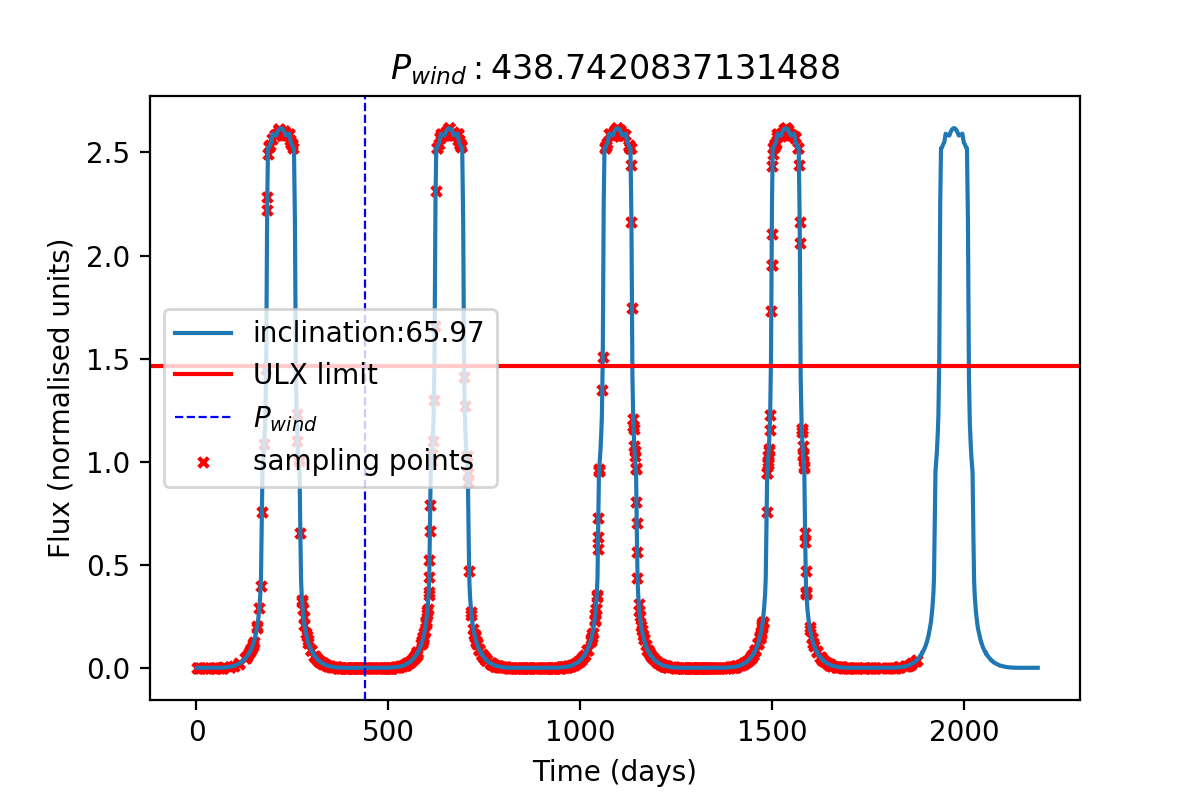 P_wind : 438.7420837131488
Flux (normalised units)
2.5
2.0
1.5
1.0
0.5
0.0
inclination:65.97
ULX limit
P_wind
sampling points
0 500 1000 1500 2000
Time (days)